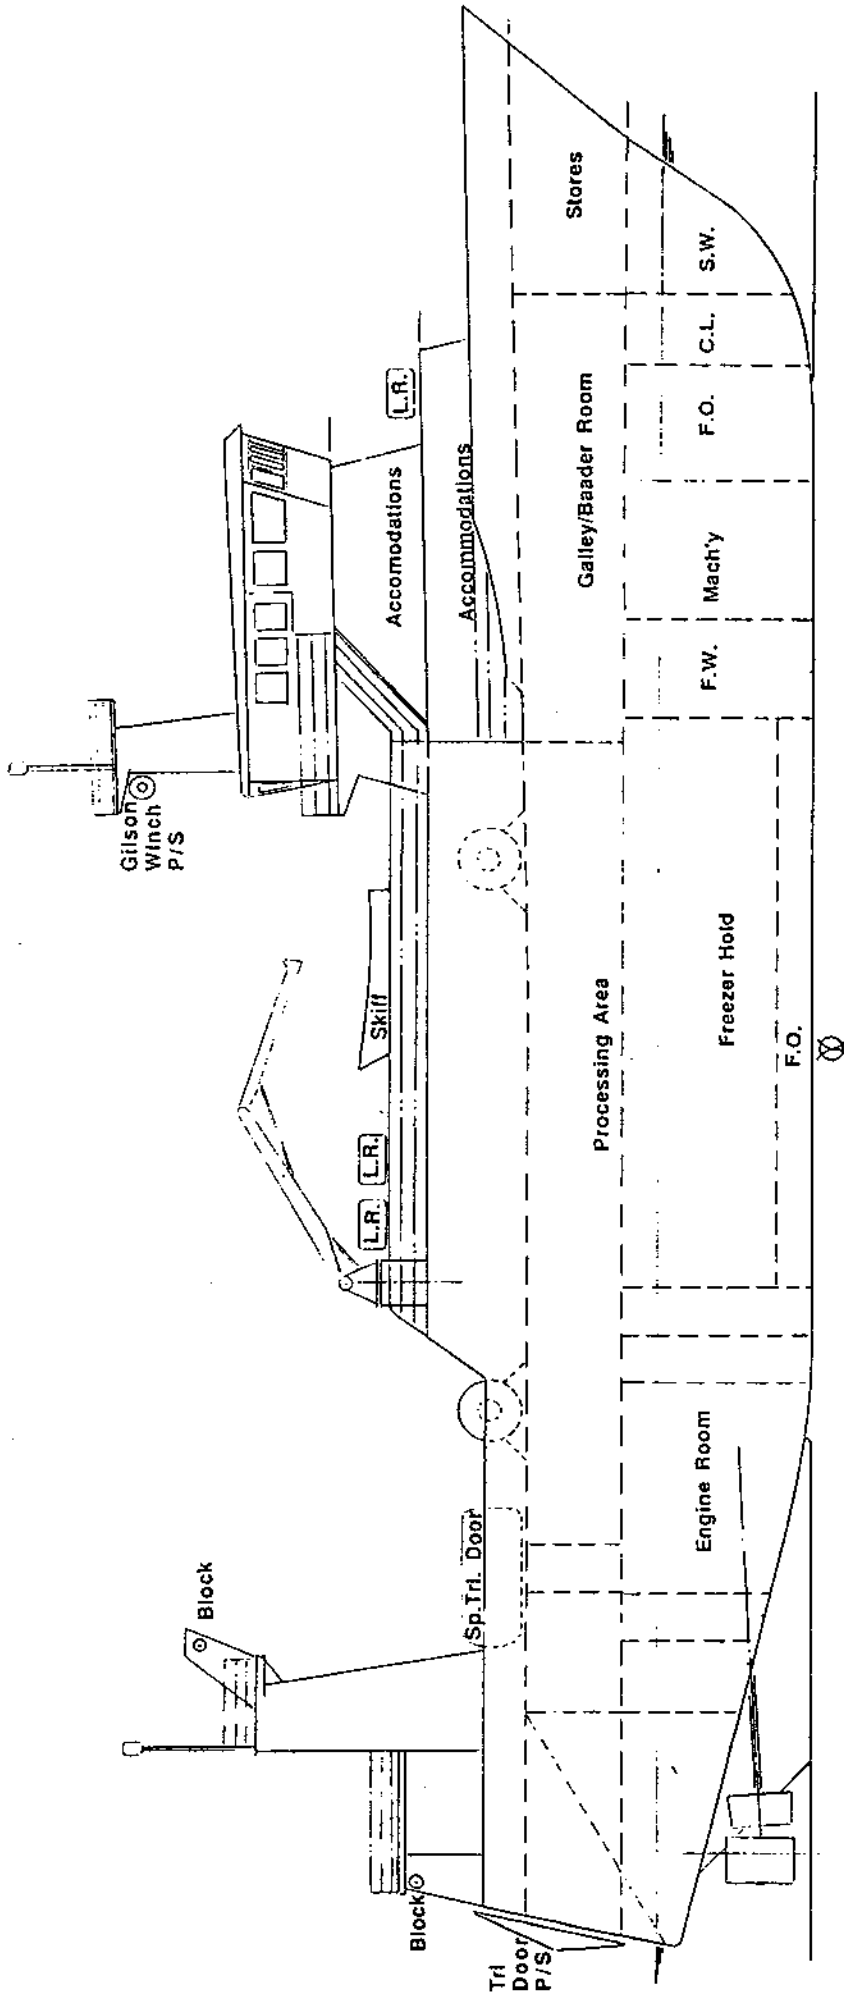 Gilson
Winch
P/S
Block
Block
L.R.
L.R.
Skiff
Accomodations
L.R.
Accommodations
Sp.Trl. Door
Trl
Door
P/S
Processing Area
Galley/Baader Room
Stores
Engine Room
Freezer Hold
F.O.
F.W.
Mach'y
F.O.
C.L.
S.W.